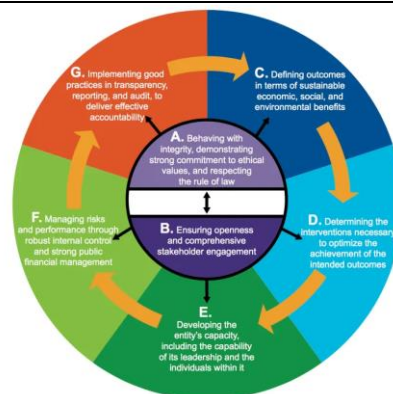 G. Implementing good
practices in transparency,
reporting, and audit, to
deliver effective
accountability
C. Defining outcomes
in terms of sustainable
economic, social, and
environmental benefits
A. Behaving with
integrity, demonstrating
strong commitment to ethical
values, and respecting
the rule of law
B. Ensuring openness
and comprehensive
stakeholder engagement
D. Determining the
interventions necessary
to optimize the
achievement of the
intended outcomes
E.
Developing the
entity's capacity,
including the capability
of its leadership and the
individuals within it
F. Managing risks
and performance through
robust internal control
and strong public
financial management